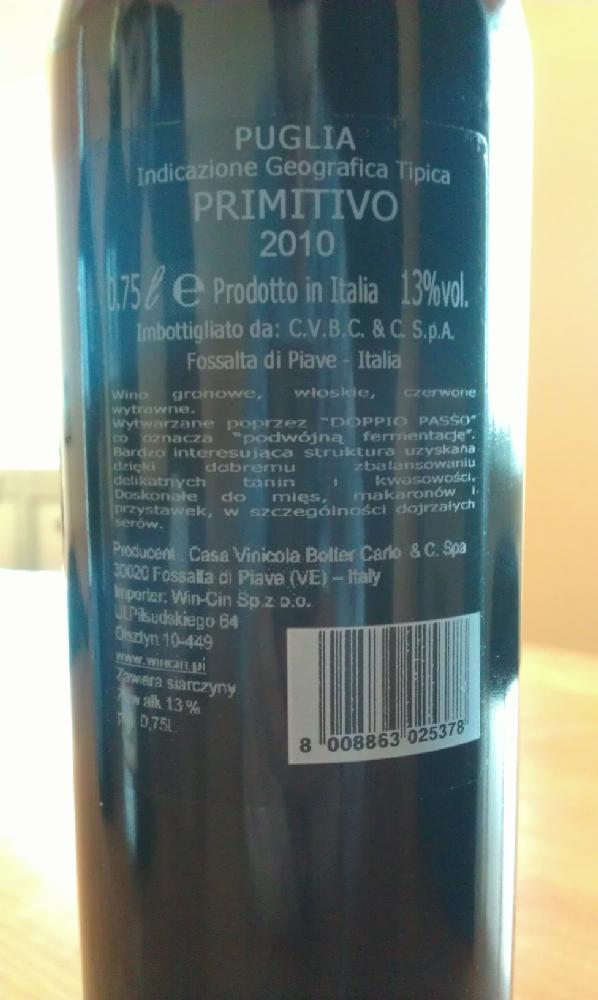 PUGLIA
Indicazione Geografica Tipica
PRIMITIVO
2010
0.75 ℓ e Prodotto in Italia 13%vol.
Imbottigliato da: C.V.B.C. & C. S.p.A.
Fossalta di Piave - Italia
Wino gronowe, włoskie, czerwone
wytrawne.
Wytwarzane poprzez "DOPPIO PASSO"
co oznacza "podwójną fermentację".
Bardzo interesująca struktura uzyskana
dzięki dobremu zbalansowaniu
delikatnych tanin i kwasowości.
Doskonałe do mięs, makaronów i
przystawek, w szczególności dojrzałych
serów.
Producent: Casa Vinicola Botter Carlo & C. Spa
30020 Fossalta di Piave (VE) – Italy
Importer: Win-Cin Sp.z o.o.
Ul.Piłsudskiego 64
Olsztyn 10-449
www.wincin.pl
Zawiera siarczyny
alk 13 %
0,75L
8 008863 025378